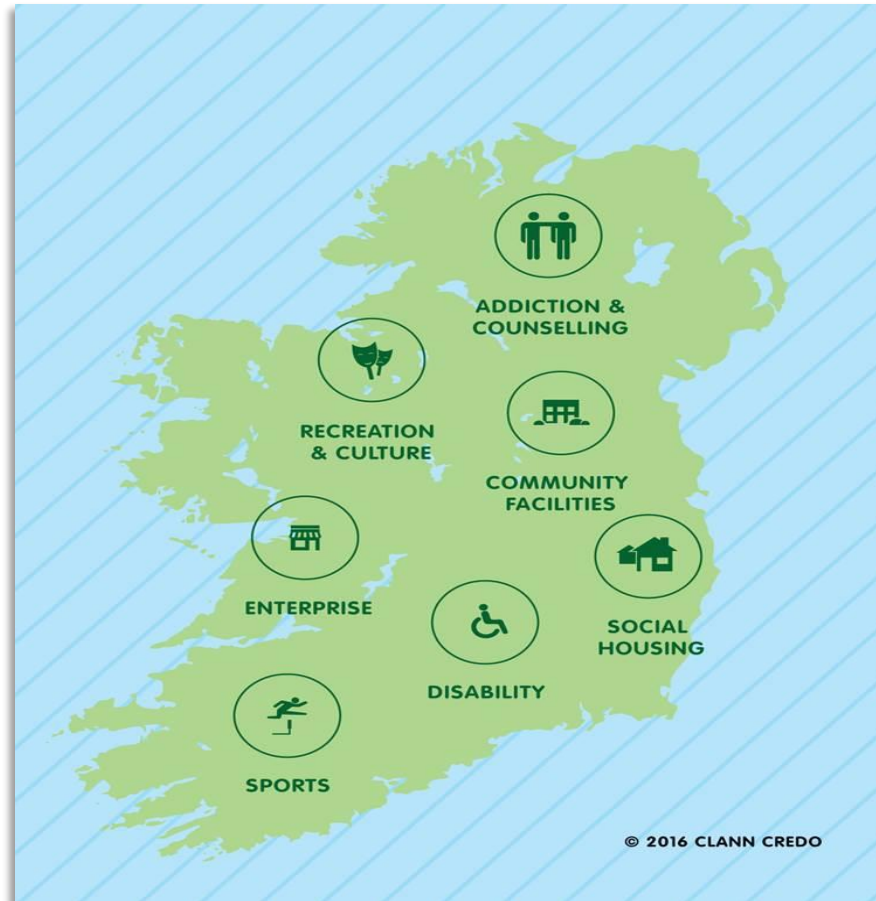 ADDICTION &
COUNSELLING
RECREATION
& CULTURE
COMMUNITY
FACILITIES
ENTERPRISE
SOCIAL
HOUSING
DISABILITY
SPORTS
© 2016 CLANN CREDO